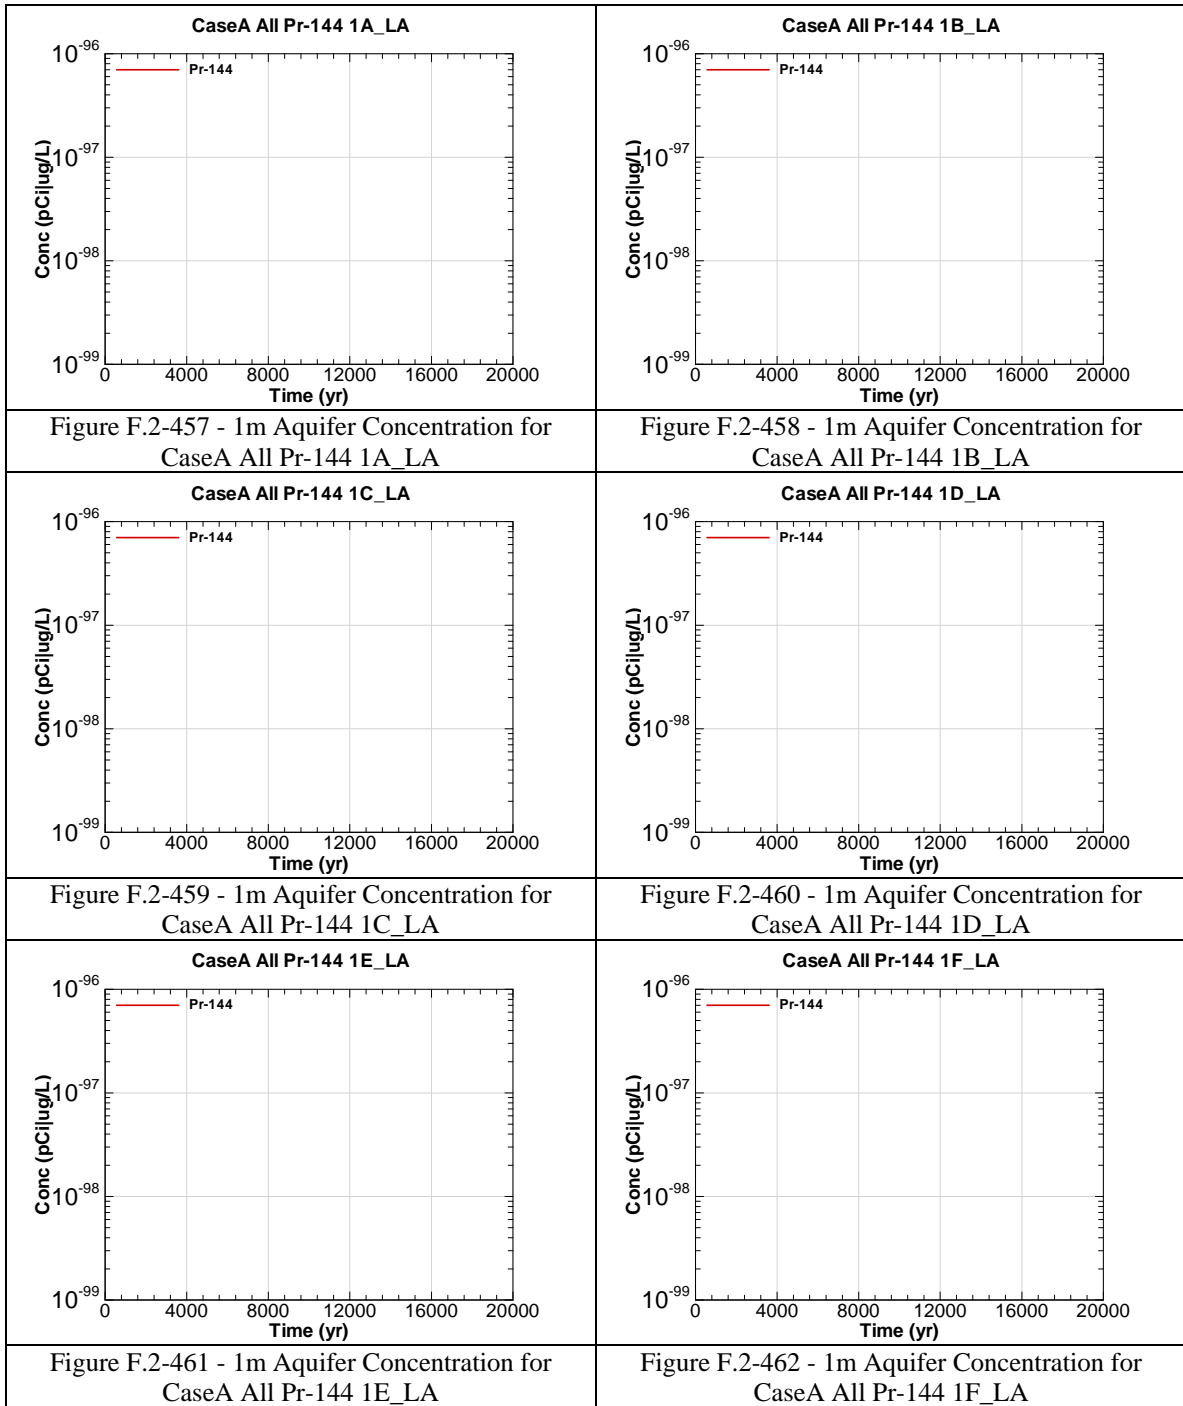 CaseA All Pr-144 1A_LA
10^-96
Pr-144
10^-97
Conc (pCi|ug/L)
10^-98
10^-99
0 4000 8000 12000 16000 20000
Time (yr)
Figure F.2-457 - 1m Aquifer Concentration for
CaseA All Pr-144 1A_LA
CaseA All Pr-144 1B_LA
10^-96
Pr-144
10^-97
Conc (pCi|ug/L)
10^-98
10^-99
0 4000 8000 12000 16000 20000
Time (yr)
Figure F.2-458 - 1m Aquifer Concentration for
CaseA All Pr-144 1B_LA
CaseA All Pr-144 1C_LA
10^-96
Pr-144
10^-97
Conc (pCi|ug/L)
10^-98
10^-99
0 4000 8000 12000 16000 20000
Time (yr)
Figure F.2-459 - 1m Aquifer Concentration for
CaseA All Pr-144 1C_LA
CaseA All Pr-144 1D_LA
10^-96
Pr-144
10^-97
Conc (pCi|ug/L)
10^-98
10^-99
0 4000 8000 12000 16000 20000
Time (yr)
Figure F.2-460 - 1m Aquifer Concentration for
CaseA All Pr-144 1D_LA
CaseA All Pr-144 1E_LA
10^-96
Pr-144
10^-97
Conc (pCi|ug/L)
10^-98
10^-99
0 4000 8000 12000 16000 20000
Time (yr)
Figure F.2-461 - 1m Aquifer Concentration for
CaseA All Pr-144 1E_LA
CaseA All Pr-144 1F_LA
10^-96
Pr-144
10^-97
Conc (pCi|ug/L)
10^-98
10^-99
0 4000 8000 12000 16000 20000
Time (yr)
Figure F.2-462 - 1m Aquifer Concentration for
CaseA All Pr-144 1F_LA